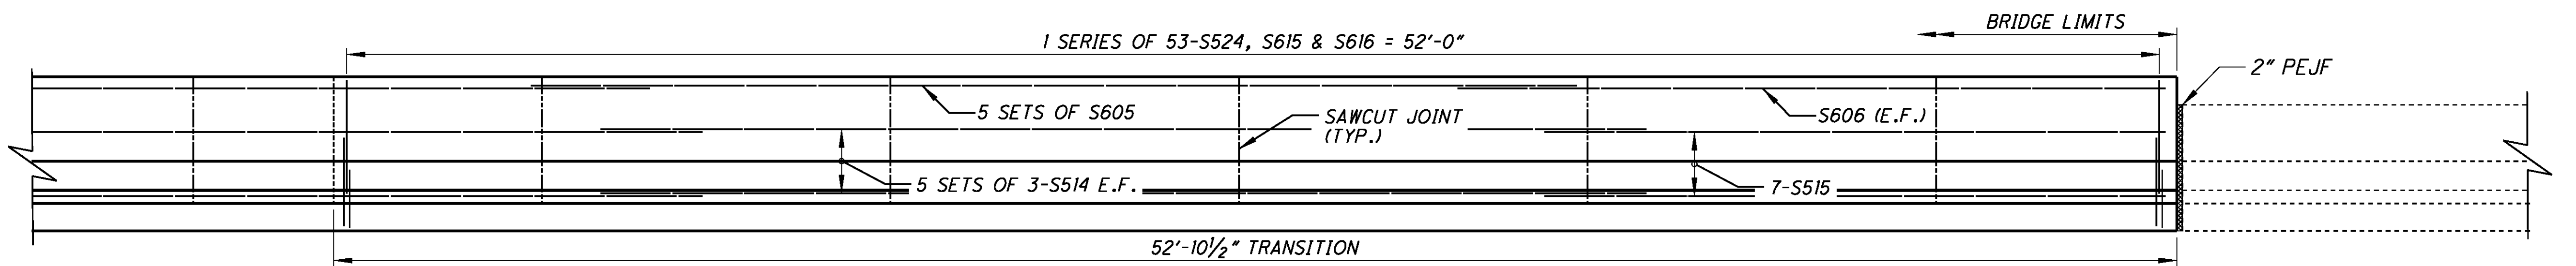 BRIDGE LIMITS
1 SERIES OF 53-S524, S615 & S616 = 52'-0"
2" PEJF
5 SETS OF S605
SAWCUT JOINT
(TYP.)
S606 (E.F.)
5 SETS OF 3-S514 E.F.
7-S515
52'-10½" TRANSITION